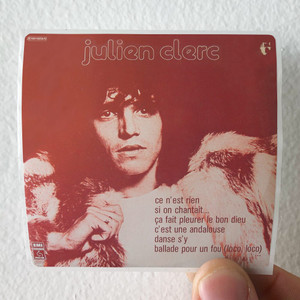 julien clerc
ce n'est rien
si on chantait...
ça fait pleurer le bon dieu
c'est une andalouse
danse s'y
ballade pour un fou (loco, loco)
EMI